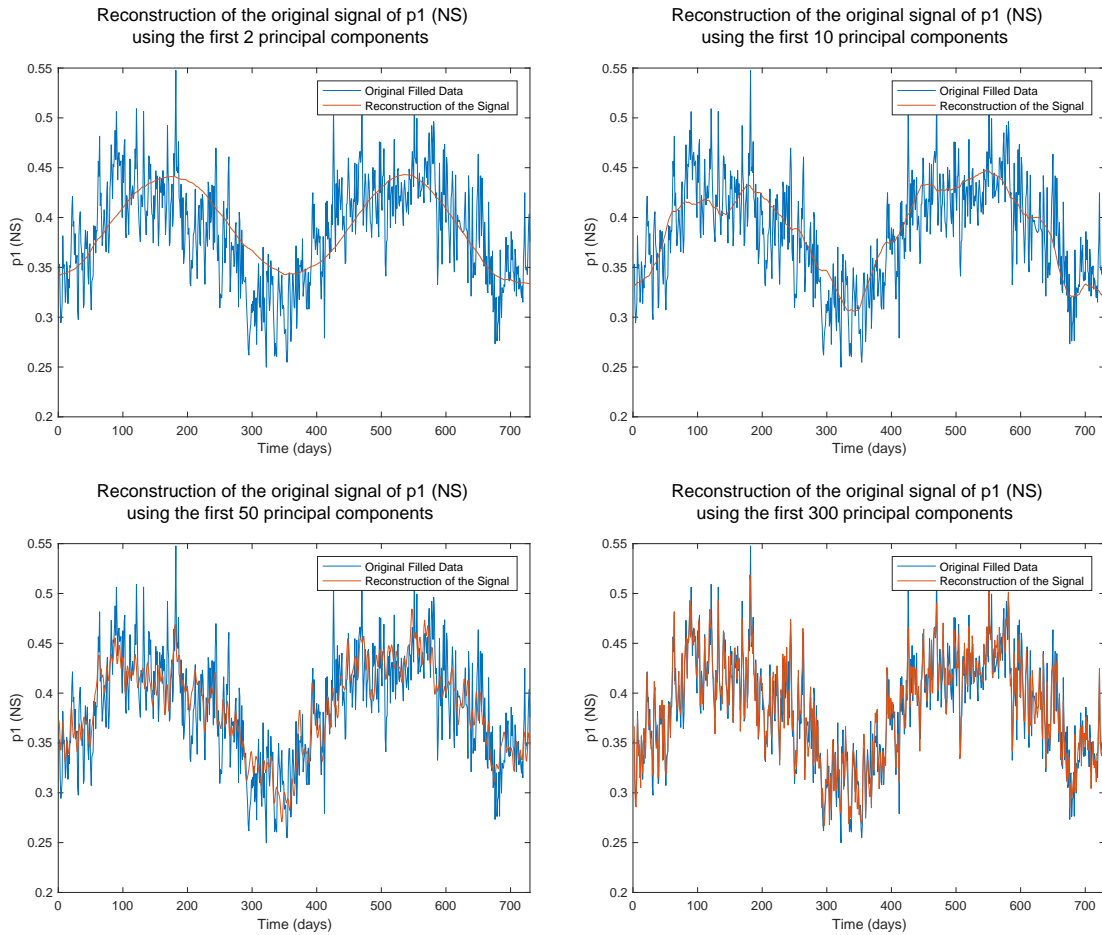 Reconstruction of the original signal of p1 (NS)
using the first 2 principal components
0.55
0.5
0.45
0.4
0.35
0.3
0.25
0.2
p1 (NS)
Original Filled Data
Reconstruction of the Signal
0 100 200 300 400 500 600 700
Time (days)
Reconstruction of the original signal of p1 (NS)
using the first 10 principal components
0.55
0.5
0.45
0.4
0.35
0.3
0.25
0.2
p1 (NS)
Original Filled Data
Reconstruction of the Signal
0 100 200 300 400 500 600 700
Time (days)
Reconstruction of the original signal of p1 (NS)
using the first 50 principal components
0.55
0.5
0.45
0.4
0.35
0.3
0.25
0.2
p1 (NS)
Original Filled Data
Reconstruction of the Signal
0 100 200 300 400 500 600 700
Time (days)
Reconstruction of the original signal of p1 (NS)
using the first 300 principal components
0.55
0.5
0.45
0.4
0.35
0.3
0.25
0.2
p1 (NS)
Original Filled Data
Reconstruction of the Signal
0 100 200 300 400 500 600 700
Time (days)